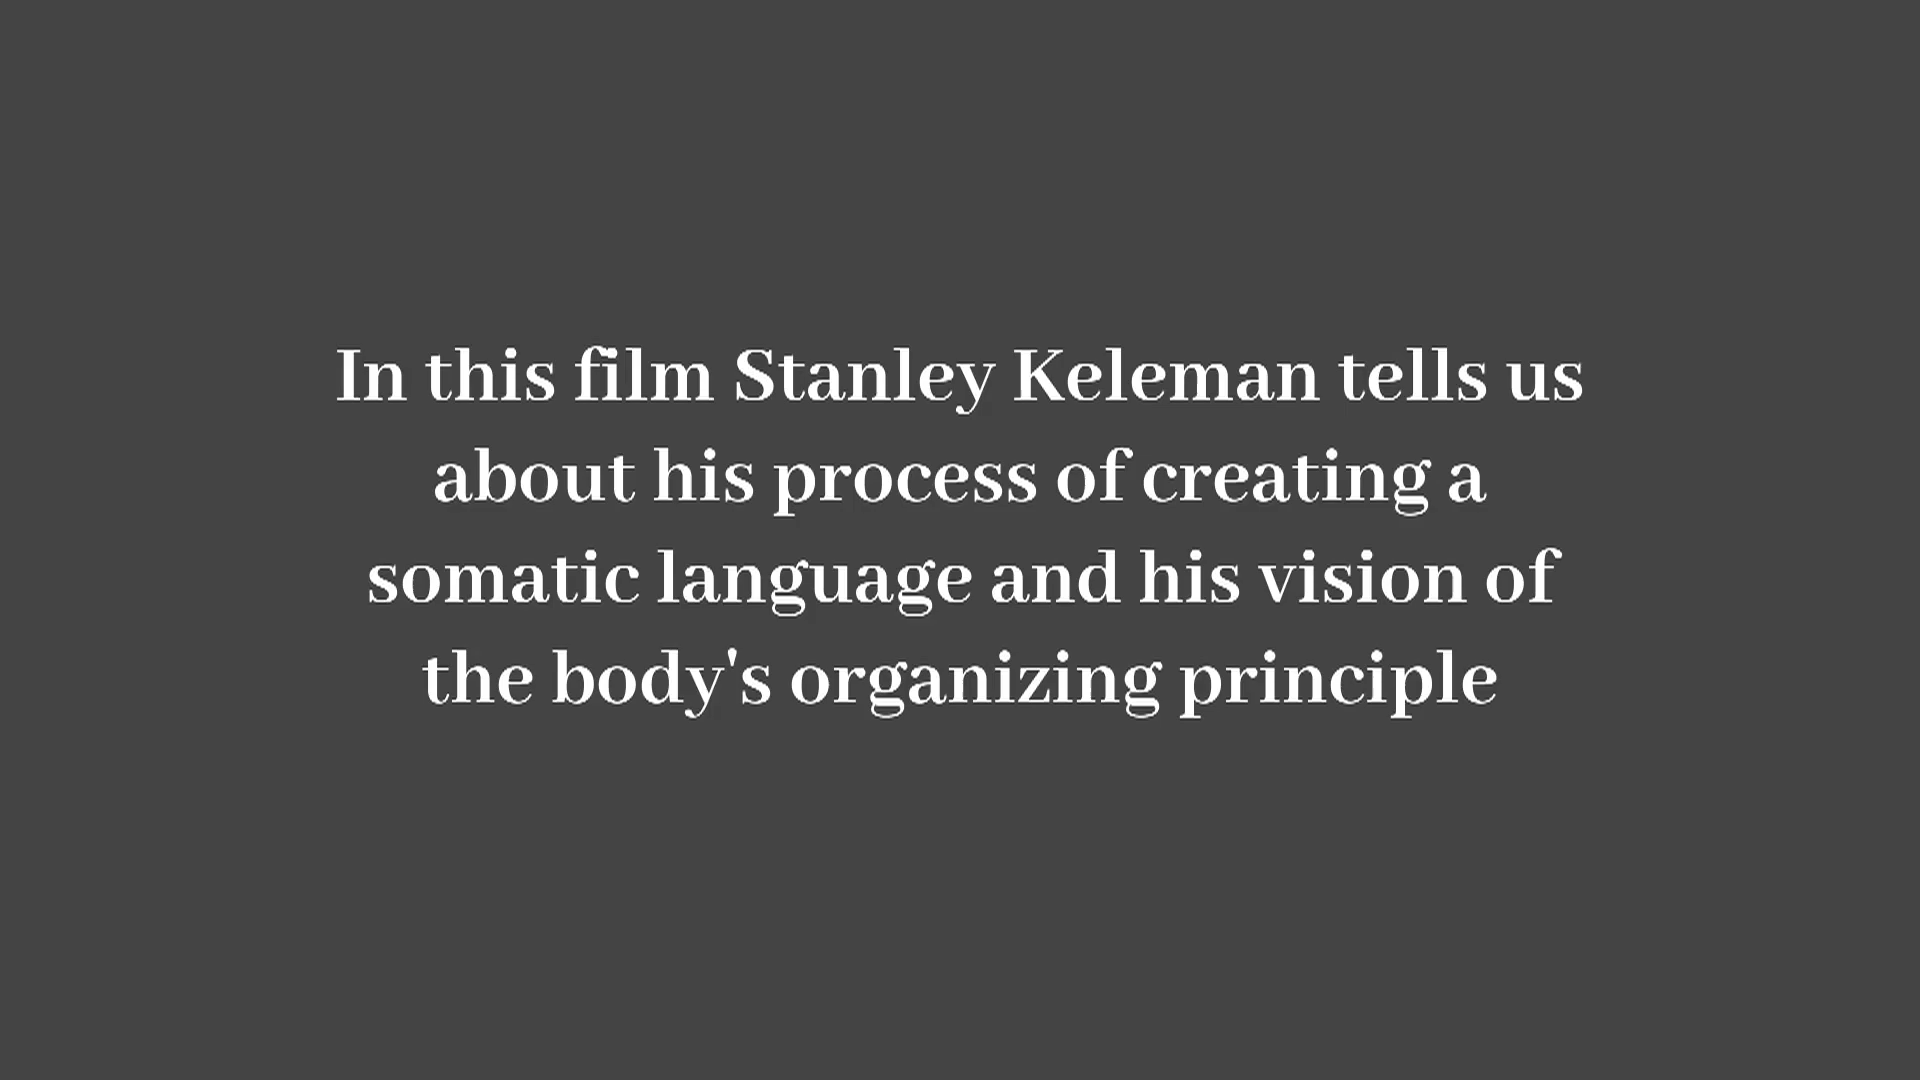 In this film Stanley Keleman tells us
about his process of creating a
somatic language and his vision of
the body's organizing principle